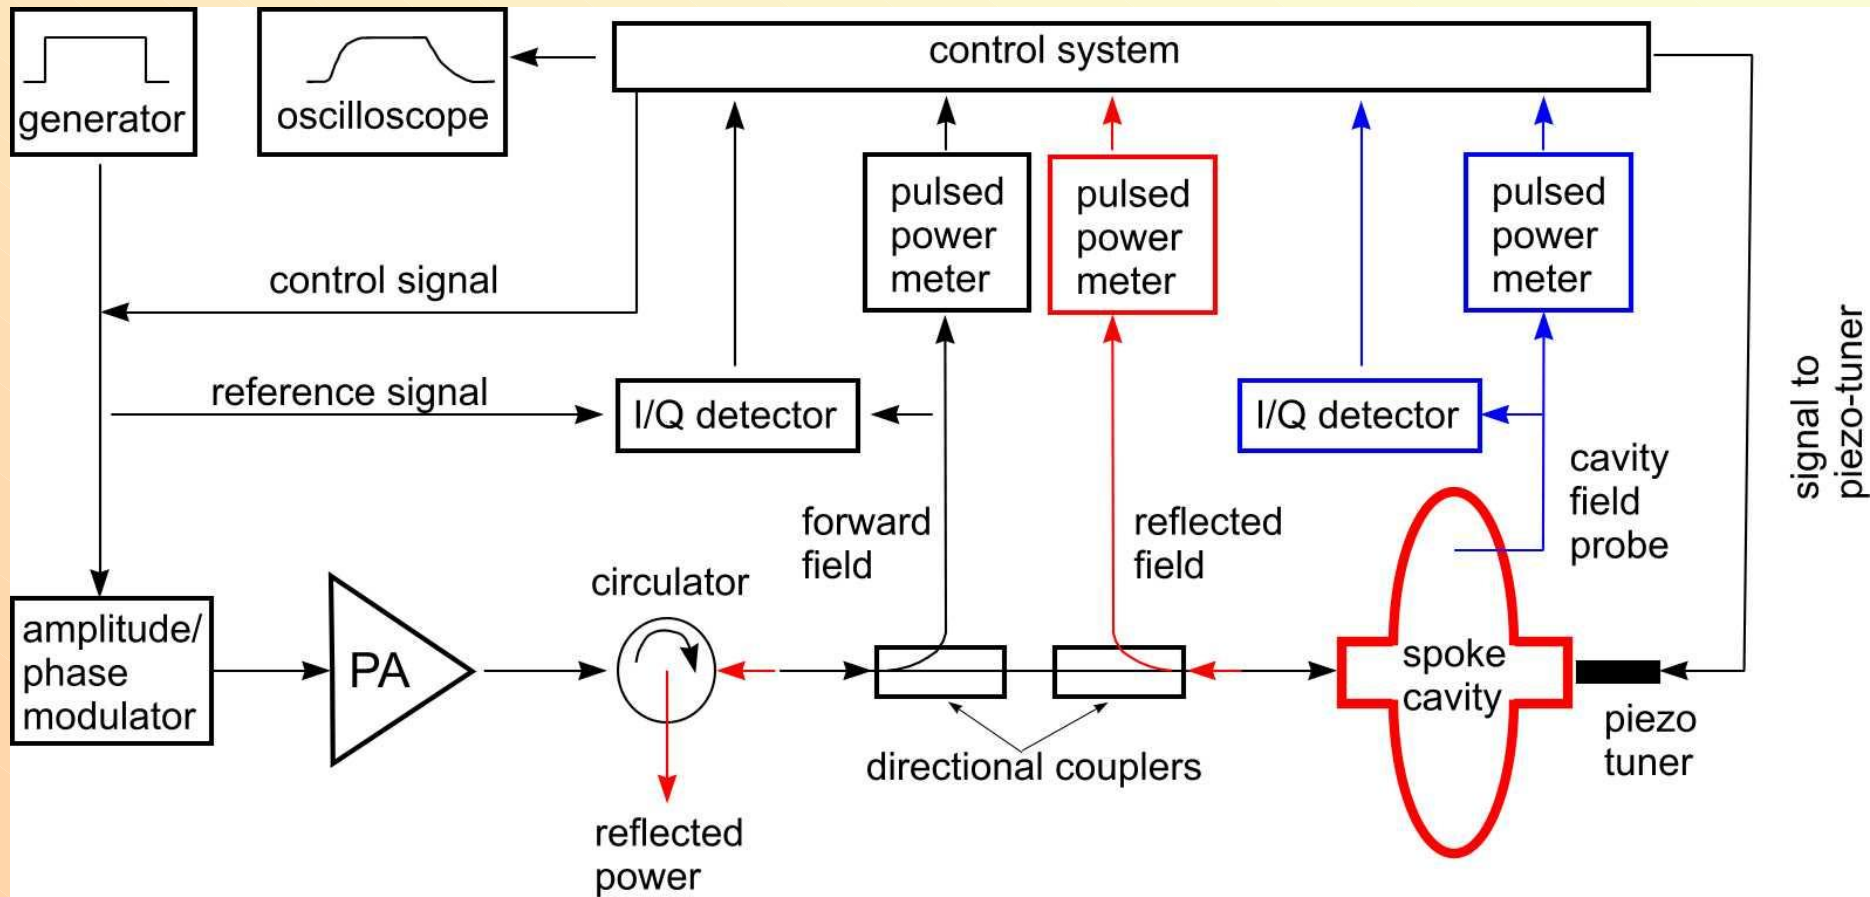 generator
oscilloscope
control system
pulsed
power
meter
pulsed
power
meter
pulsed
power
meter
control signal
reference signal
I/Q detector
I/Q detector
signal to
piezo-tuner
cavity
field
probe
forward
field
reflected
field
circulator
amplitude/
phase
modulator
PA
spoke
cavity
piezo
tuner
directional couplers
reflected
power